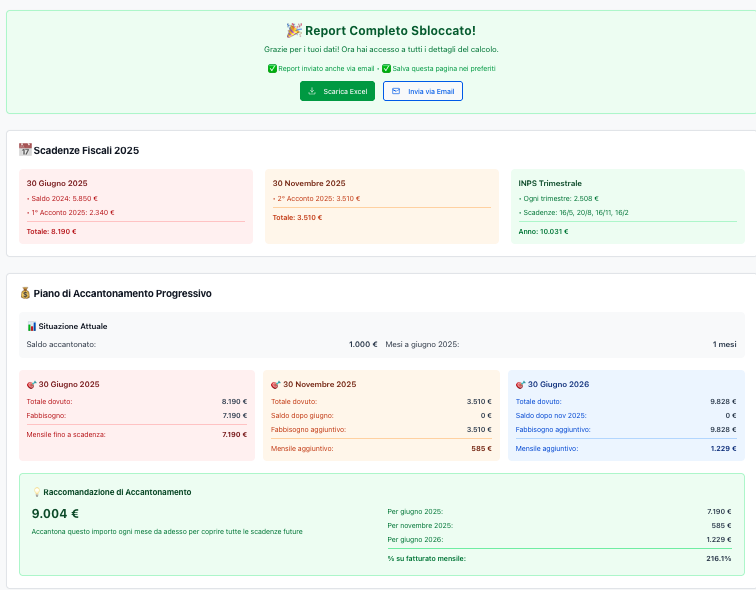 🎉 Report Completo Sbloccato!
Grazie per i tuoi dati! Ora hai accesso a tutti i dettagli del calcolo.
✅ Report inviato anche via email • ✅ Salva questa pagina nei preferiti
Scarica Excel Invia via Email
📅 Scadenze Fiscali 2025
30 Giugno 2025
• Saldo 2024: 5.850 €
• 1° Acconto 2025: 2.340 €
Totale: 8.190 €
30 Novembre 2025
• 2° Acconto 2025: 3.510 €
Totale: 3.510 €
INPS Trimestrale
• Ogni trimestre: 2.508 €
• Scadenze: 16/5, 20/8, 16/11, 16/2
Anno: 10.031 €
💰 Piano di Accantonamento Progressivo
📊 Situazione Attuale
Saldo accantonato: 1.000 € Mesi a giugno 2025: 1 mesi
🎯 30 Giugno 2025
Totale dovuto: 8.190 €
Fabbisogno: 7.190 €
Mensile fino a scadenza: 7.190 €
🎯 30 Novembre 2025
Totale dovuto: 3.510 €
Saldo dopo giugno: 0 €
Fabbisogno aggiuntivo: 3.510 €
Mensile aggiuntivo: 585 €
🎯 30 Giugno 2026
Totale dovuto: 9.828 €
Saldo dopo nov 2025: 0 €
Fabbisogno aggiuntivo: 9.828 €
Mensile aggiuntivo: 1.229 €
💡 Raccomandazione di Accantonamento
9.004 €
Accantona questo importo ogni mese da adesso per coprire tutte le scadenze future
Per giugno 2025: 7.190 €
Per novembre 2025: 585 €
Per giugno 2026: 1.229 €
% su fatturato mensile: 216.1%